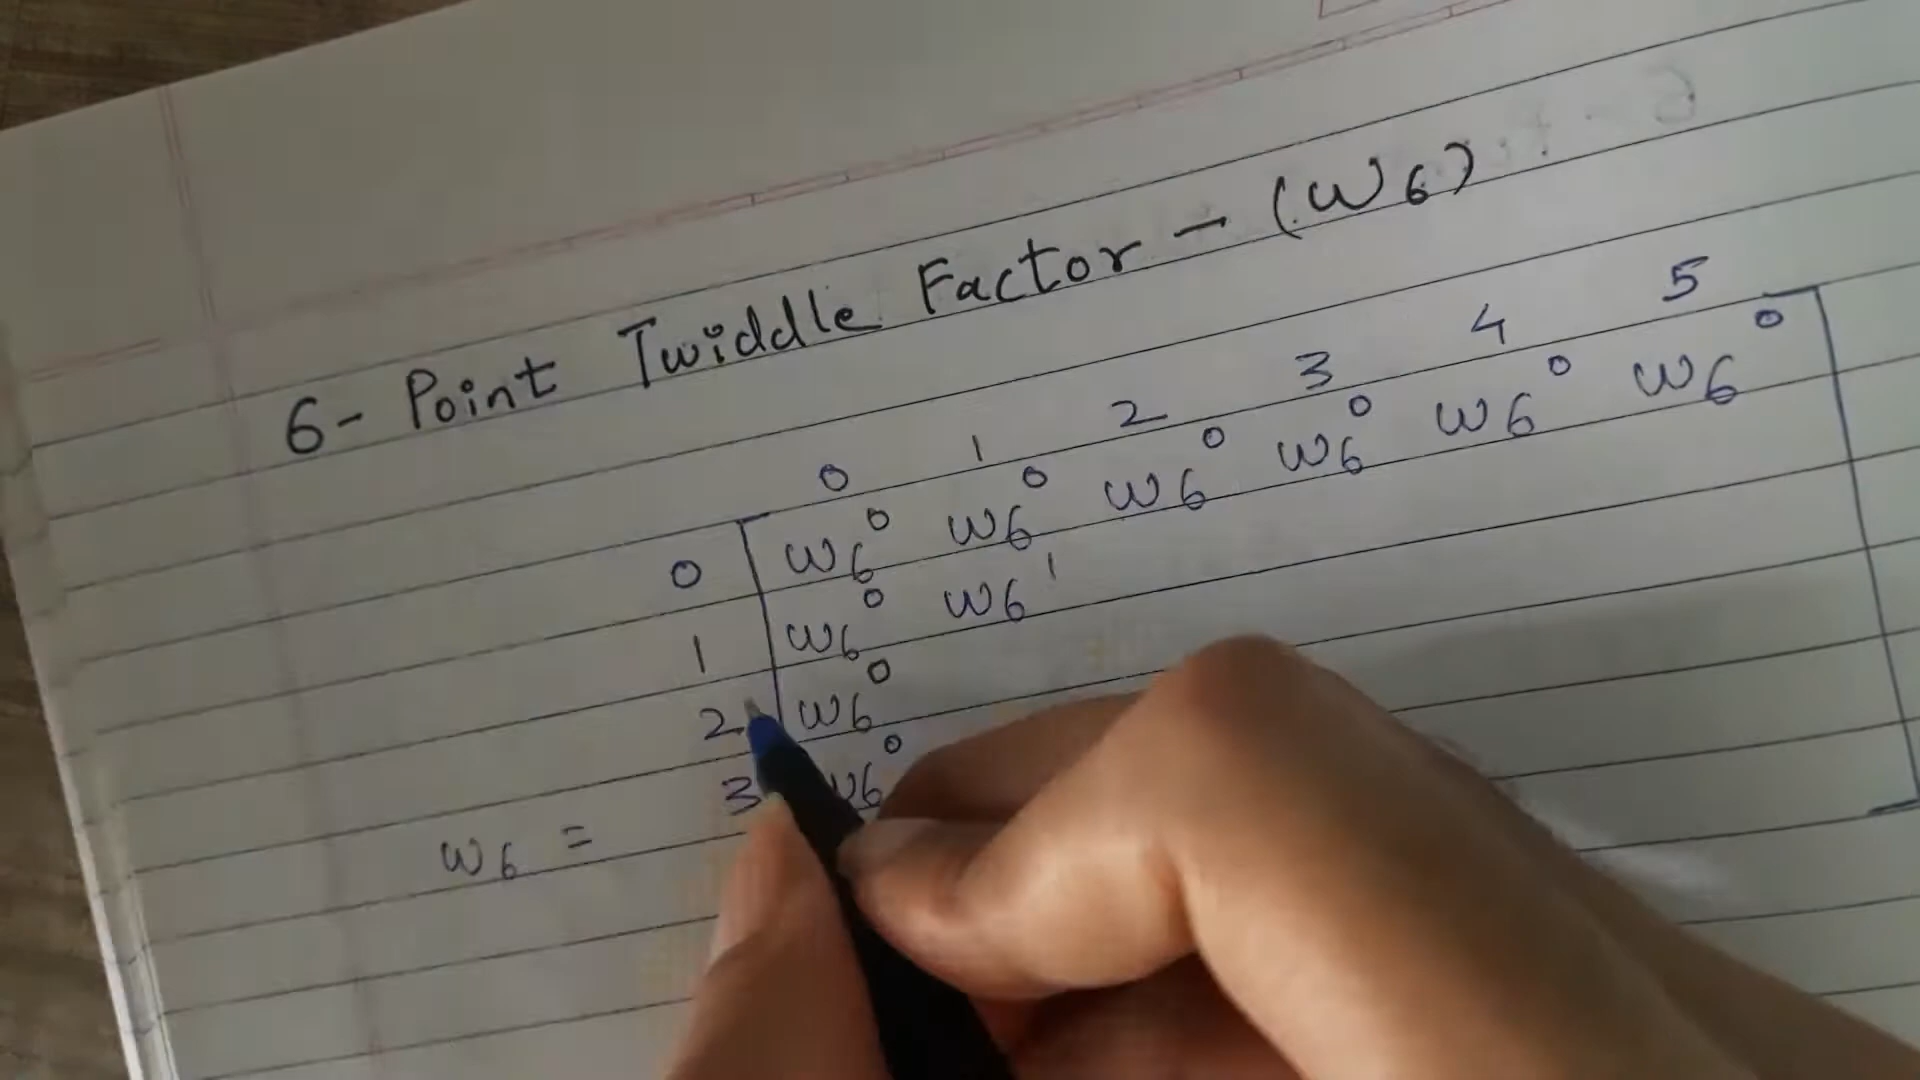 6- Point Twiddle Factor - (W6)
0 1 2 3 4 5
0 W6⁰ W6⁰ W6⁰ W6⁰ W6⁰ W6⁰
1 W6⁰ W6¹
2 W6⁰
3 W6⁰
W6 =